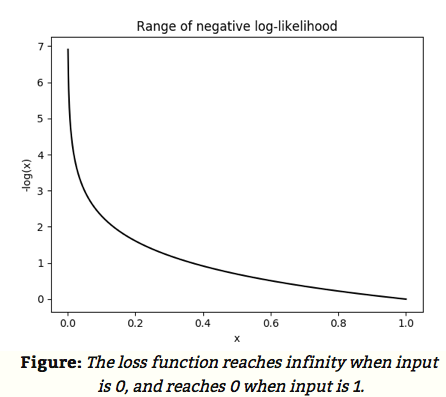 Range of negative log-likelihood
7
6
5
4
3
2
1
0
-log(x)
0.0 0.2 0.4 0.6 0.8 1.0
x
Figure: The loss function reaches infinity when input
is 0, and reaches 0 when input is 1.